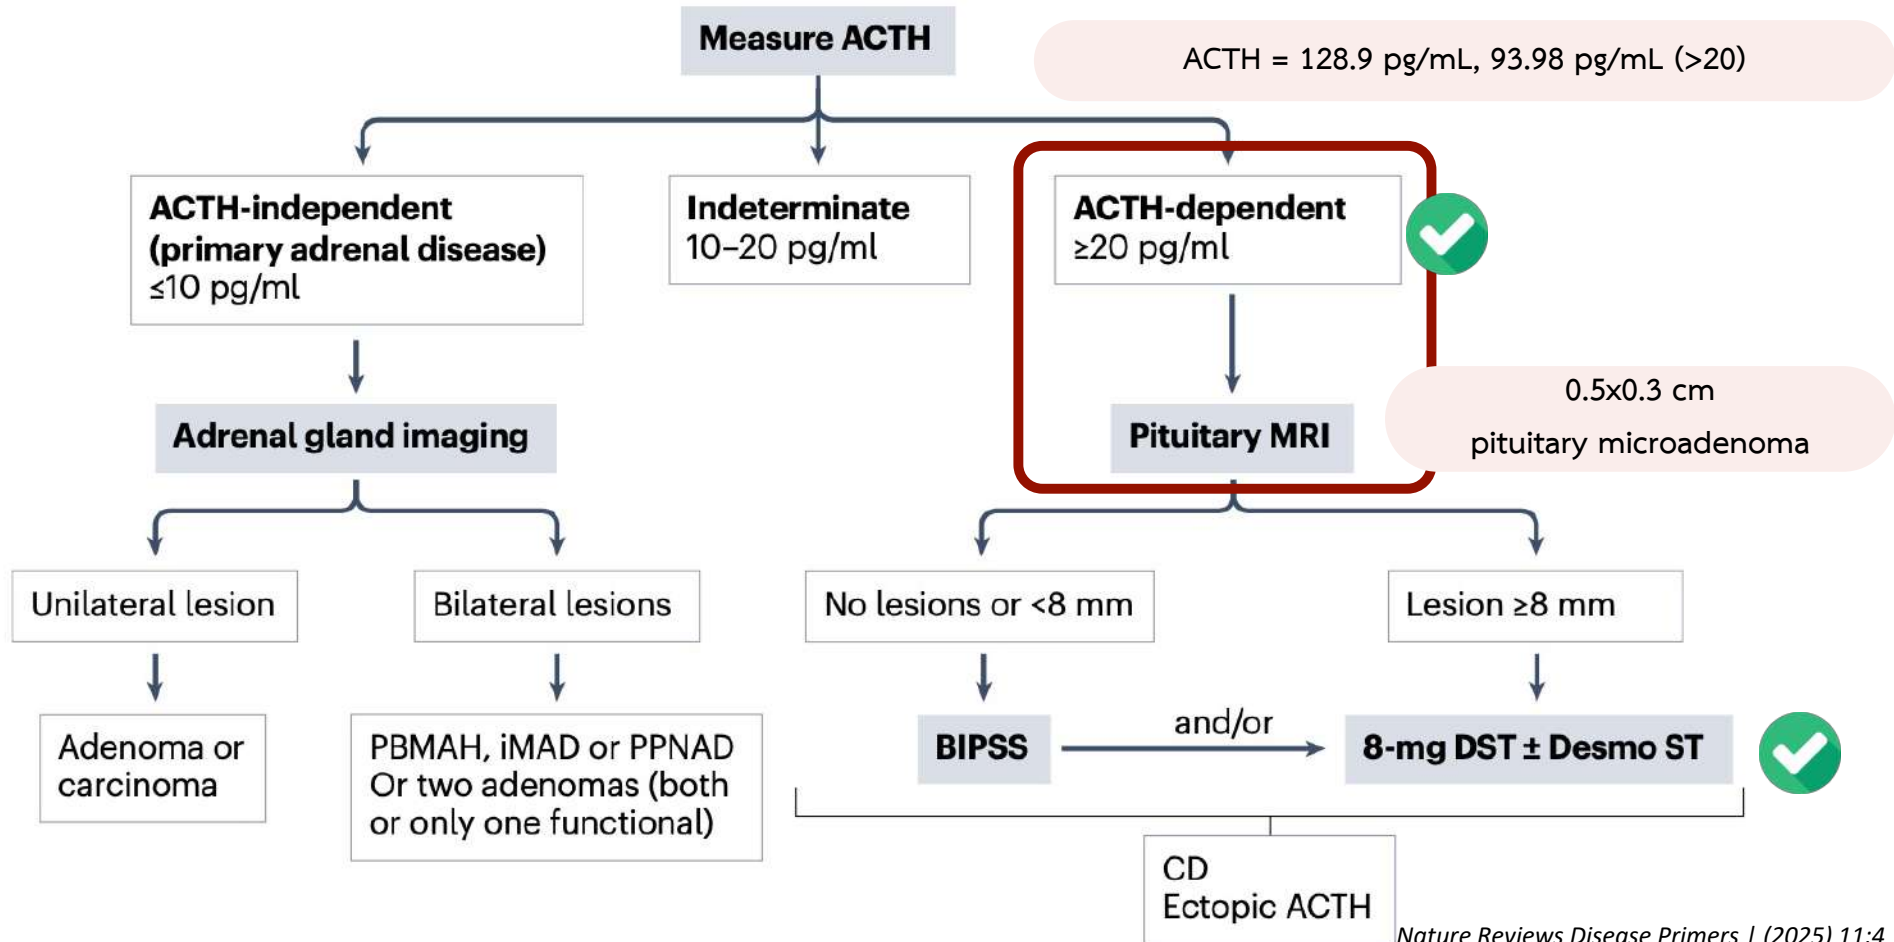 Measure ACTH
ACTH = 128.9 pg/mL, 93.98 pg/mL (>20)
ACTH-independent
(primary adrenal disease)
≤10 pg/ml
Indeterminate
10–20 pg/ml
ACTH-dependent
≥20 pg/ml
Adrenal gland imaging
Pituitary MRI
0.5x0.3 cm
pituitary microadenoma
Unilateral lesion
Bilateral lesions
No lesions or <8 mm
Lesion ≥8 mm
Adenoma or
carcinoma
PBMAH, iMAD or PPNAD
Or two adenomas (both
or only one functional)
BIPSS
and/or
8-mg DST ± Desmo ST
CD
Ectopic ACTH
Nature Reviews Disease Primers | (2025) 11:4